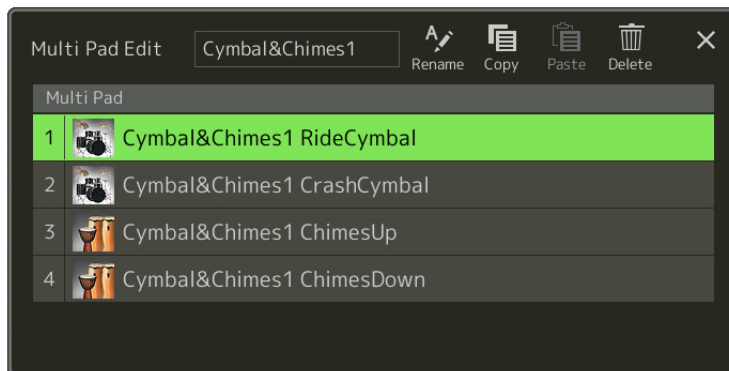 Multi Pad Edit
Cymbal&Chimes1
Rename
Copy
Paste
Delete
Multi Pad
1 Cymbal&Chimes1 RideCymbal
2 Cymbal&Chimes1 CrashCymbal
3 Cymbal&Chimes1 ChimesUp
4 Cymbal&Chimes1 ChimesDown